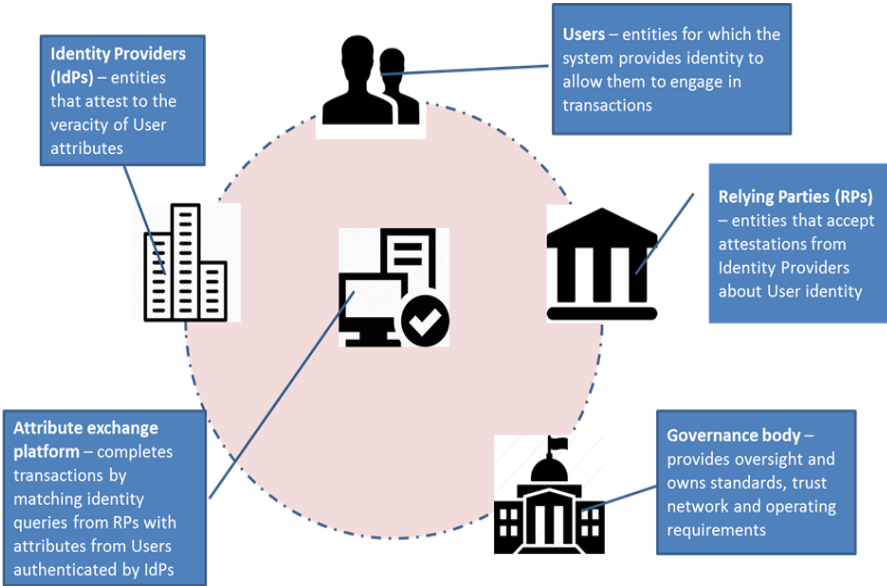 Identity Providers
(IdPs) – entities
that attest to the
veracity of User
attributes
Users – entities for which the
system provides identity to
allow them to engage in
transactions
Relying Parties (RPs)
– entities that accept
attestations from
Identity Providers
about User identity
Attribute exchange
platform – completes
transactions by
matching identity
queries from RPs with
attributes from Users
authenticated by IdPs
Governance body –
provides oversight and
owns standards, trust
network and operating
requirements